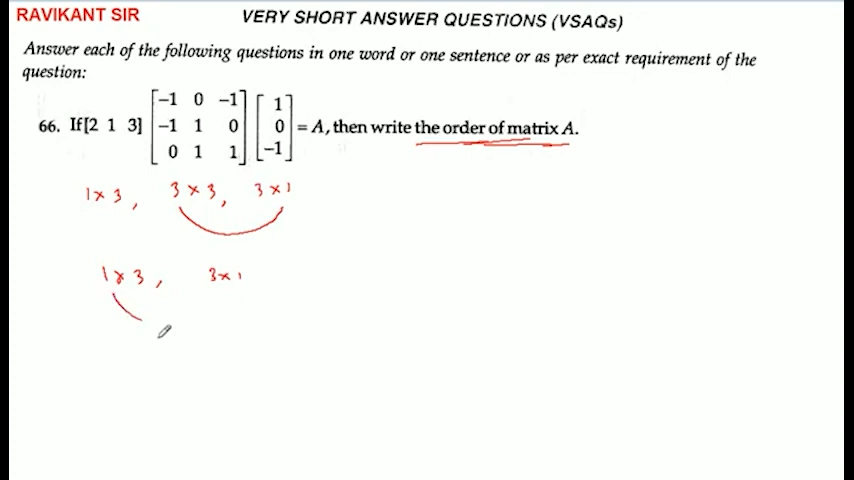 RAVIKANT SIR
VERY SHORT ANSWER QUESTIONS (VSAQs)
Answer each of the following questions in one word or one sentence or as per exact requirement of the
question:
66. If [2 1 3] [-1 0 -1; -1 1 0; 0 1 1] [1; 0; -1] = A, then write the order of matrix A.
1 × 3, 3 × 3, 3 × 1
1 × 3, 3 × 1